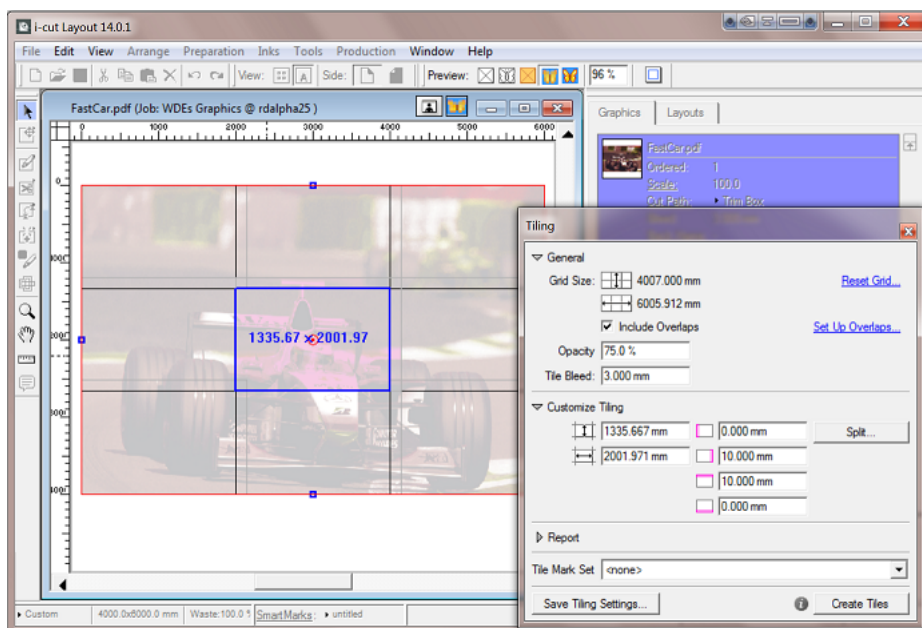 i-cut Layout 14.0.1
File Edit View Arrange Preparation Inks Tools Production Window Help
View: A Side: Preview: 96 %
FastCar.pdf (Job: WDEs Graphics @ rdalpha25 )
Graphics Layouts
0 1000 2000 3000 4000 5000 6000
FastCar.pdf
Ordered: 1
Scale: 100.0
Cut Path: Trim Box
1335.67 x 2001.97
Tiling
General
Grid Size: 4007.000 mm Reset Grid...
6005.912 mm
Include Overlaps Set Up Overlaps...
Opacity 75.0 %
Tile Bleed: 3.000 mm
Customize Tiling
1335.667 mm 0.000 mm Split...
2001.971 mm 10.000 mm
10.000 mm
0.000 mm
Report
Tile Mark Set <none>
Save Tiling Settings... Create Tiles
Custom 4000.0x6000.0 mm Waste:100.0 SmartMarks: untitled